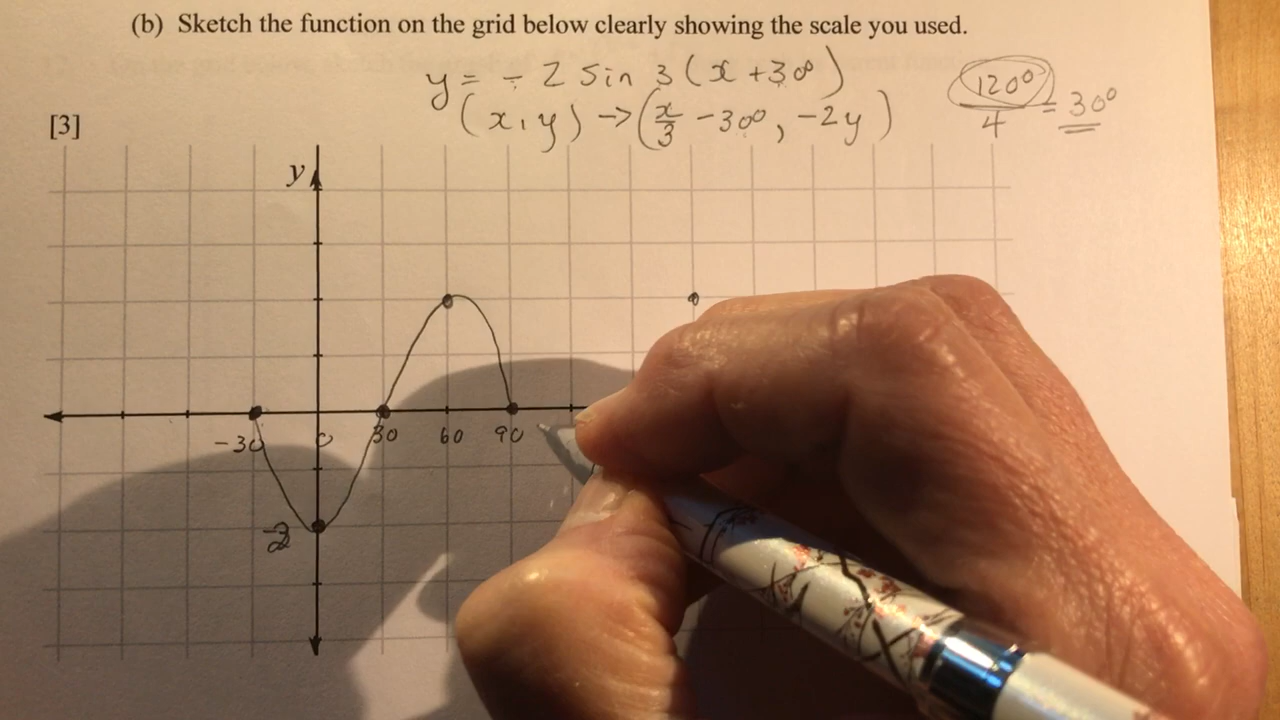 (b) Sketch the function on the grid below clearly showing the scale you used.
y = - 2 sin 3(x+30°)
(x,y) → (x/3 - 30°, -2y)
120°/4 = 30°
[3]
y
-30 0 30 60 90
-2